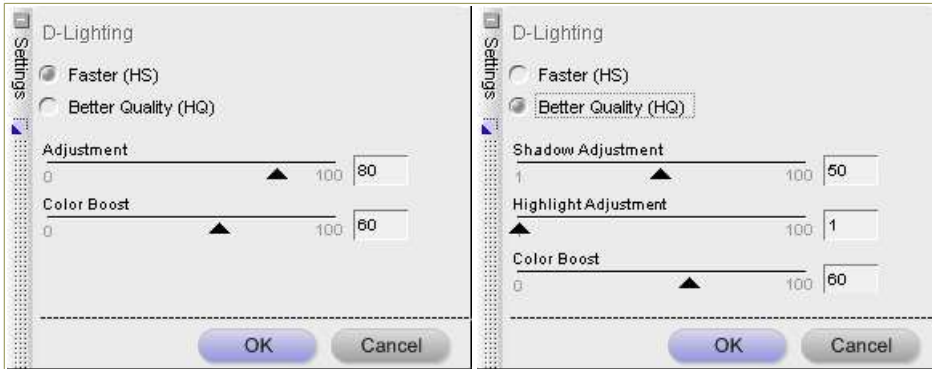 Settings
D-Lighting
Faster (HS)
Better Quality (HQ)
Adjustment
0 100 80
Color Boost
0 100 60
OK Cancel
Settings
D-Lighting
Faster (HS)
Better Quality (HQ)
Shadow Adjustment
1 100 50
Highlight Adjustment
100 1
Color Boost
0 100 60
OK Cancel